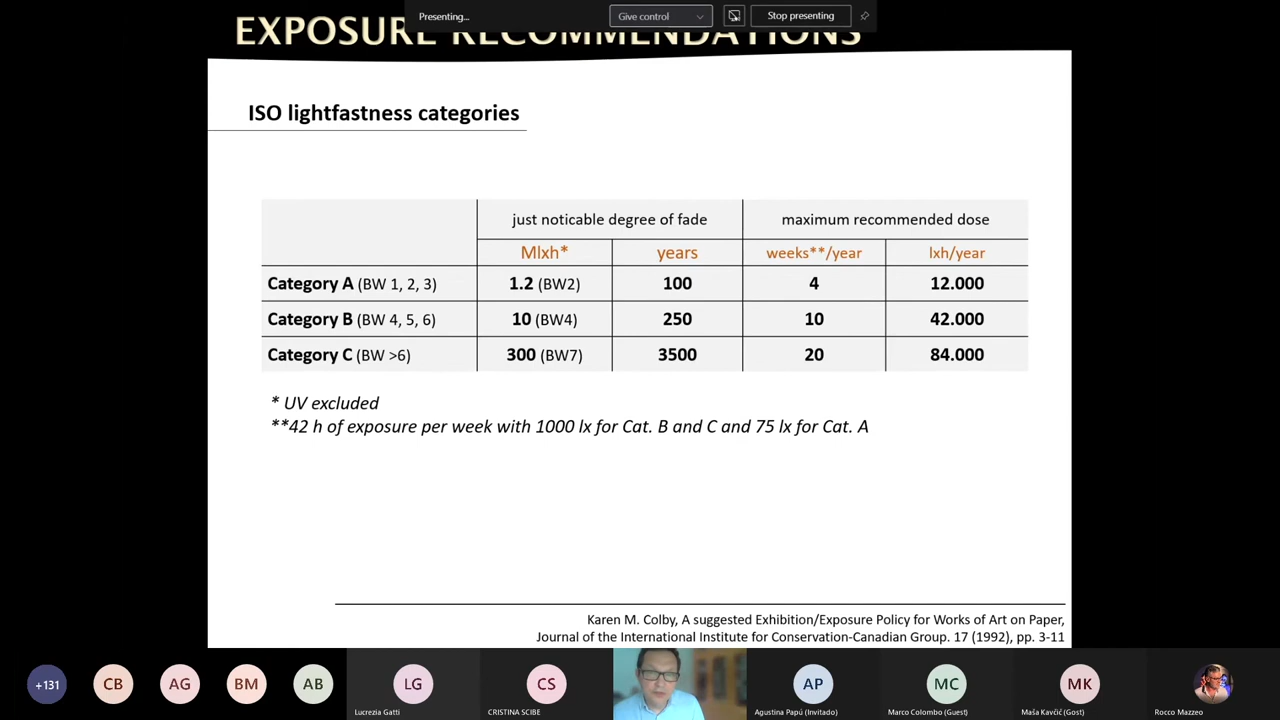 Presenting...
Give control
Stop presenting
EXPOSURE RECOMMENDATIONS
ISO lightfastness categories
just noticable degree of fade maximum recommended dose
Mlxh* years weeks**/year lxh/year
Category A (BW 1, 2, 3) 1.2 (BW2) 100 4 12.000
Category B (BW 4, 5, 6) 10 (BW4) 250 10 42.000
Category C (BW >6) 300 (BW7) 3500 20 84.000
* UV excluded
**42 h of exposure per week with 1000 lx for Cat. B and C and 75 lx for Cat. A
Karen M. Colby, A suggested Exhibition/Exposure Policy for Works of Art on Paper,
Journal of the International Institute for Conservation-Canadian Group. 17 (1992), pp. 3-11
+131 CB AG BM AB LG CS AP MC MK
Lucrezia Gatti CRISTINA SCIBE Agustina Papú (Invitado) Marco Colombo (Guest) Maša Kavčič (Gost) Rocco Mazzeo